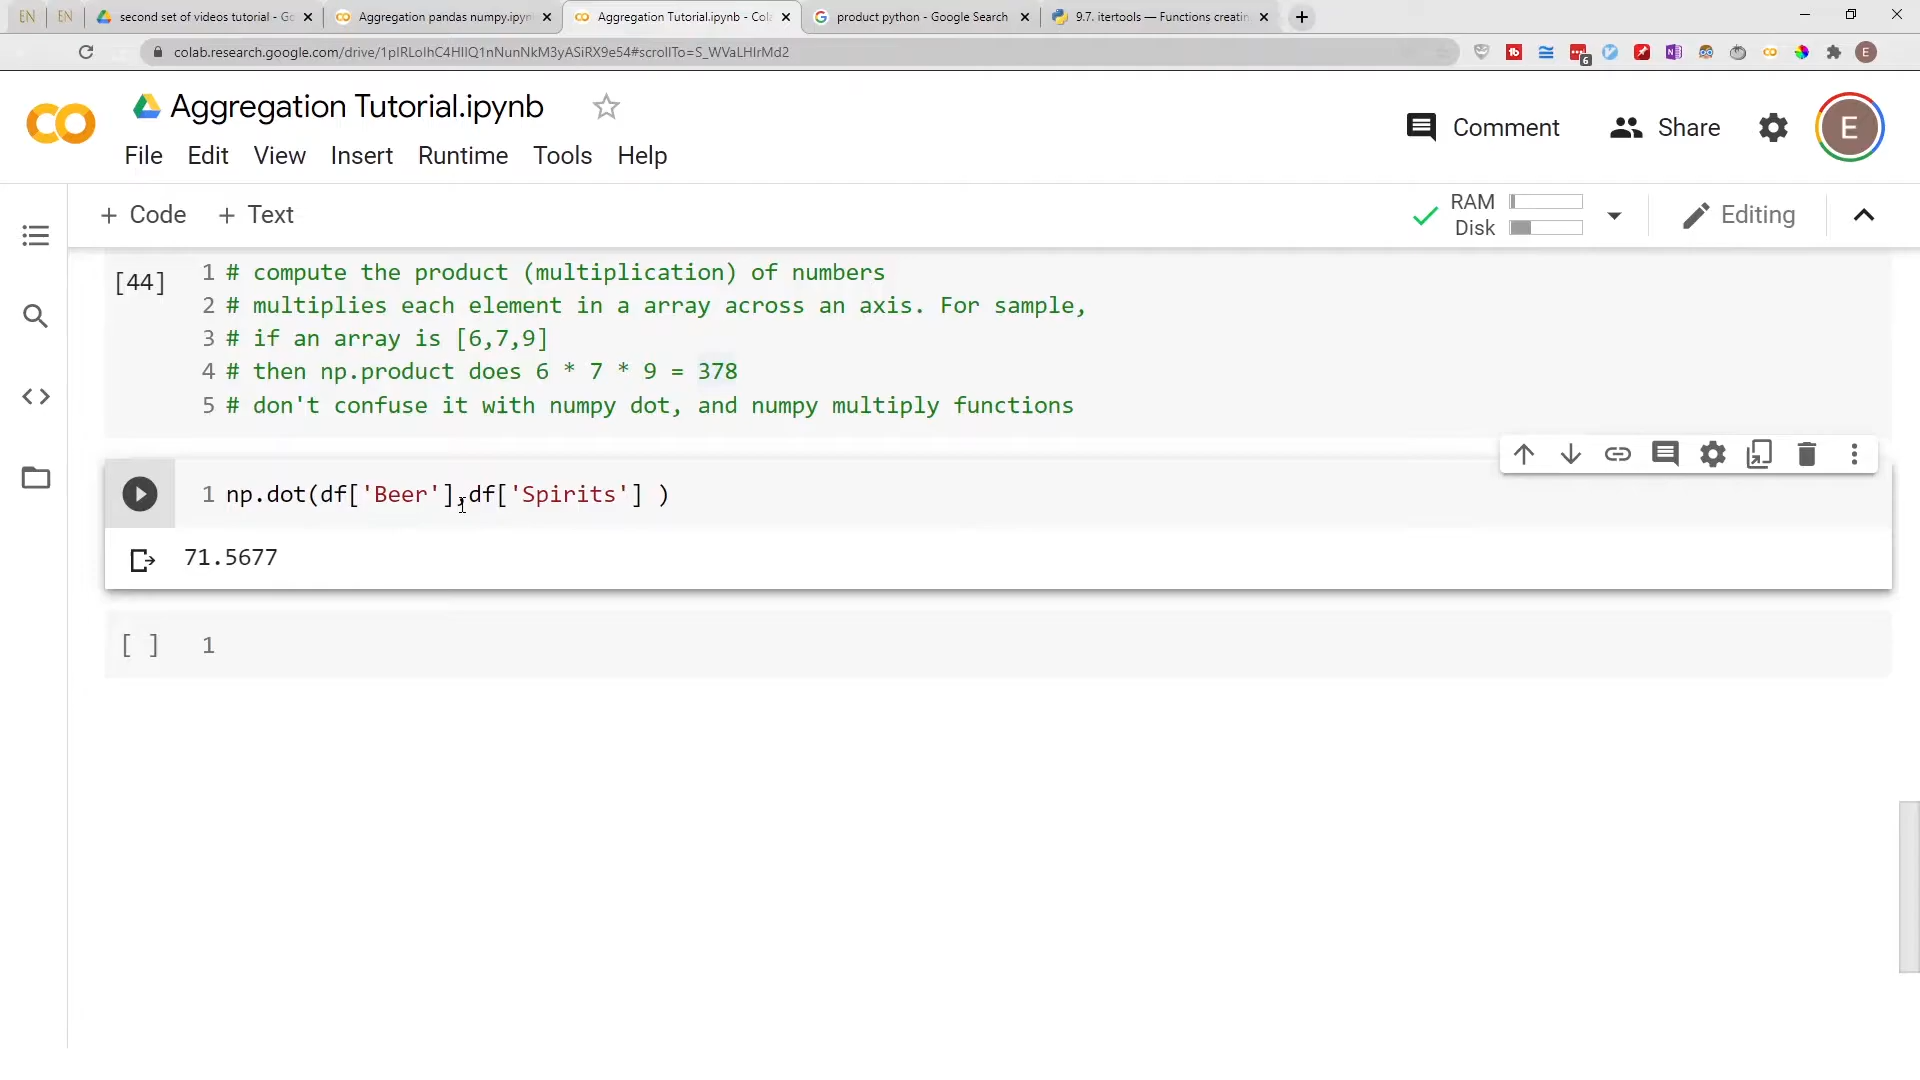 EN EN second set of videos tutorial - Go Aggregation pandas numpy.ipyn Aggregation Tutorial.ipynb - Cola product python - Google Search 9.7. itertools — Functions creatin
colab.research.google.com/drive/1pIRLoIhC4HIlQ1nNunNkM3yASiRX9e54#scrollTo=S_WVaLHIrMd2 6 E
Aggregation Tutorial.ipynb
Comment Share E
File Edit View Insert Runtime Tools Help
+ Code + Text RAM Disk Editing
[44] 1 # compute the product (multiplication) of numbers
2 # multiplies each element in a array across an axis. For sample,
3 # if an array is [6,7,9]
4 # then np.product does 6 * 7 * 9 = 378
5 # don't confuse it with numpy dot, and numpy multiply functions
1 np.dot(df['Beer'],df['Spirits'] )
71.5677
[ ] 1